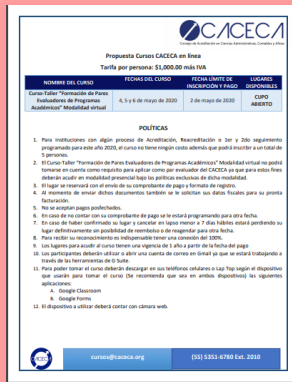 CACECA
Consejo de Acreditación en Ciencias Administrativas, Contables y Afines
Propuesta Cursos CACECA en línea
Tarifa por persona: $1,000.00 más IVA
NOMBRE DEL CURSO
FECHAS DEL CURSO
FECHA LÍMITE DE INSCRIPCIÓN Y PAGO
LUGARES DISPONIBLES
Curso-Taller "Formación de Pares Evaluadores de Programas Académicos" Modalidad virtual
4, 5 y 6 de mayo de 2020
2 de mayo de 2020
CUPO ABIERTO
POLÍTICAS
1. Para instituciones con algún proceso de Acreditación, Reacreditación o 1er y 2do seguimiento
programado para este año 2020, el curso no tiene ningún costo además que podrá inscribir a un total de
5 personas.
2. El Curso-Taller "Formación de Pares Evaluadores de Programas Académicos" Modalidad virtual no podrá
tomarse en cuenta como requisito para aplicar como par evaluador del CACECA ya que para estos fines
deberán acudir en modalidad presencial bajo las políticas exclusivas de dicha modalidad.
3. El lugar se reservará con el envío de su comprobante de pago y formato de registro.
4. Al momento de enviar dichos documentos también se le solicitan sus datos fiscales para su pronta
facturación.
5. No se aceptan pagos posfechados.
6. En caso de no contar con su comprobante de pago se le estará programando para otra fecha.
7. En caso de haber confirmado su lugar y cancelar en lapso menor a 7 días hábiles estará perdiendo su
lugar definitivamente sin posibilidad de reembolso o de reagendar para otra fecha.
8. Para recibir su reconocimiento es indispensable tener una conexión del 100%.
9. Los lugares para acudir al curso tienen una vigencia de 1 año a partir de la fecha del pago
10. Los participantes deberán utilizar o abrir una cuenta de correo en Gmail ya que se estará trabajando a
través de las herramientas de G Suite.
11. Para poder tomar el curso deberán descargar en sus teléfonos celulares o Lap Top según el dispositivo
que usarán para tomar el curso (Se recomienda que sea en ambos dispositivos) las siguientes
aplicaciones:
A. Google Classroom
B. Google Forms
12. El dispositivo a utilizar deberá contar con cámara web.
CACECA
cursos@caceca.org
(55) 5351-6780 Ext. 2010